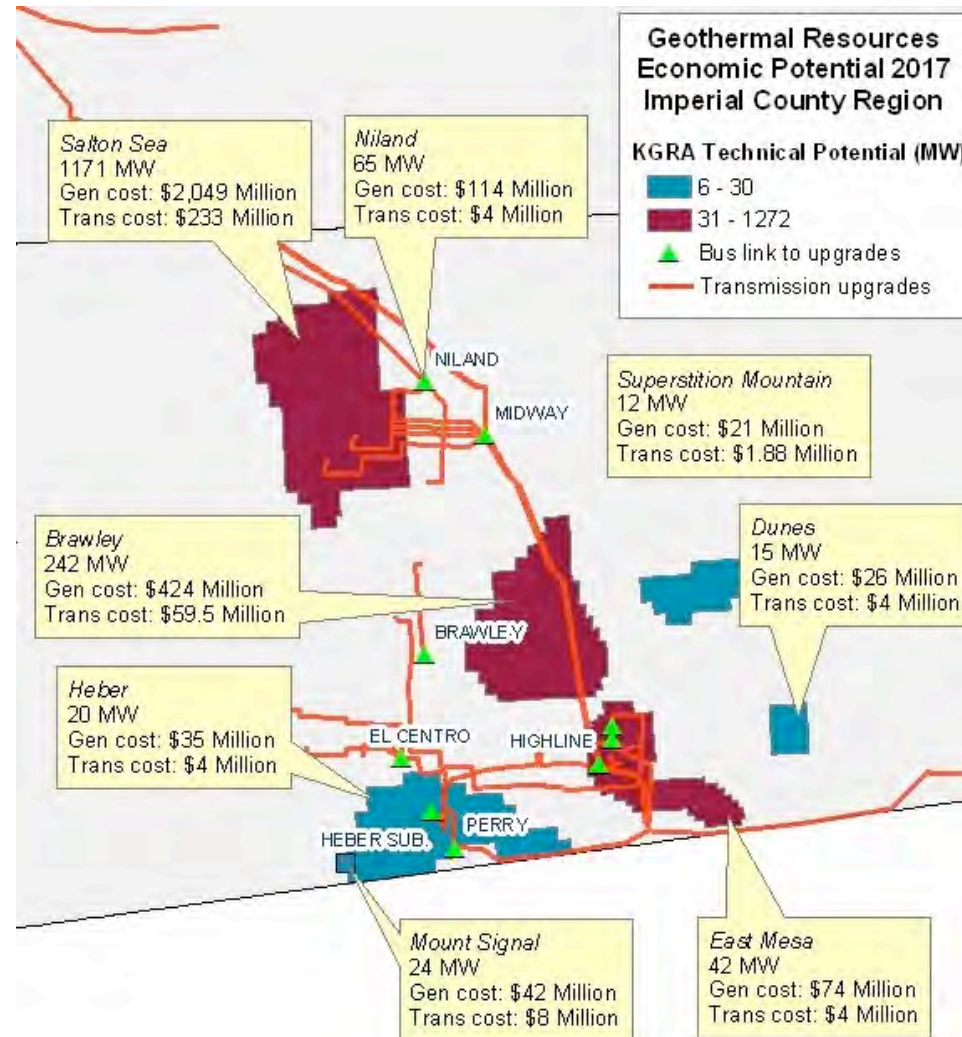 Geothermal Resources
Economic Potential 2017
Imperial County Region
KGRA Technical Potential (MW)
6 - 30
31 - 1272
Bus link to upgrades
Transmission upgrades
Salton Sea
1171 MW
Gen cost: $2,049 Million
Trans cost: $233 Million
Niland
65 MW
Gen cost: $114 Million
Trans cost: $4 Million
NILAND
MIDWAY
Superstition Mountain
12 MW
Gen cost: $21 Million
Trans cost: $1.88 Million
Brawley
242 MW
Gen cost: $424 Million
Trans cost: $59.5 Million
Dunes
15 MW
Gen cost: $26 Million
Trans cost: $4 Million
BRAWLEY
Heber
20 MW
Gen cost: $35 Million
Trans cost: $4 Million
EL CENTRO
HIGHLINE
HEBER SUB.
PERRY
Mount Signal
24 MW
Gen cost: $42 Million
Trans cost: $8 Million
East Mesa
42 MW
Gen cost: $74 Million
Trans cost: $4 Million